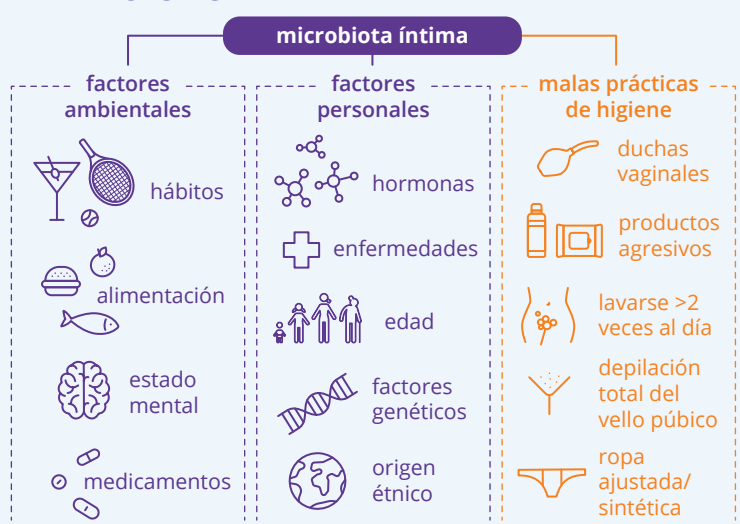 microbiota íntima
factores
ambientales
hábitos
alimentación
estado
mental
medicamentos
factores
personales
hormonas
enfermedades
edad
factores
genéticos
origen
étnico
malas prácticas
de higiene
duchas
vaginales
productos
agresivos
lavarse >2
veces al día
depilación
total del
vello púbico
ropa
ajustada/
sintética